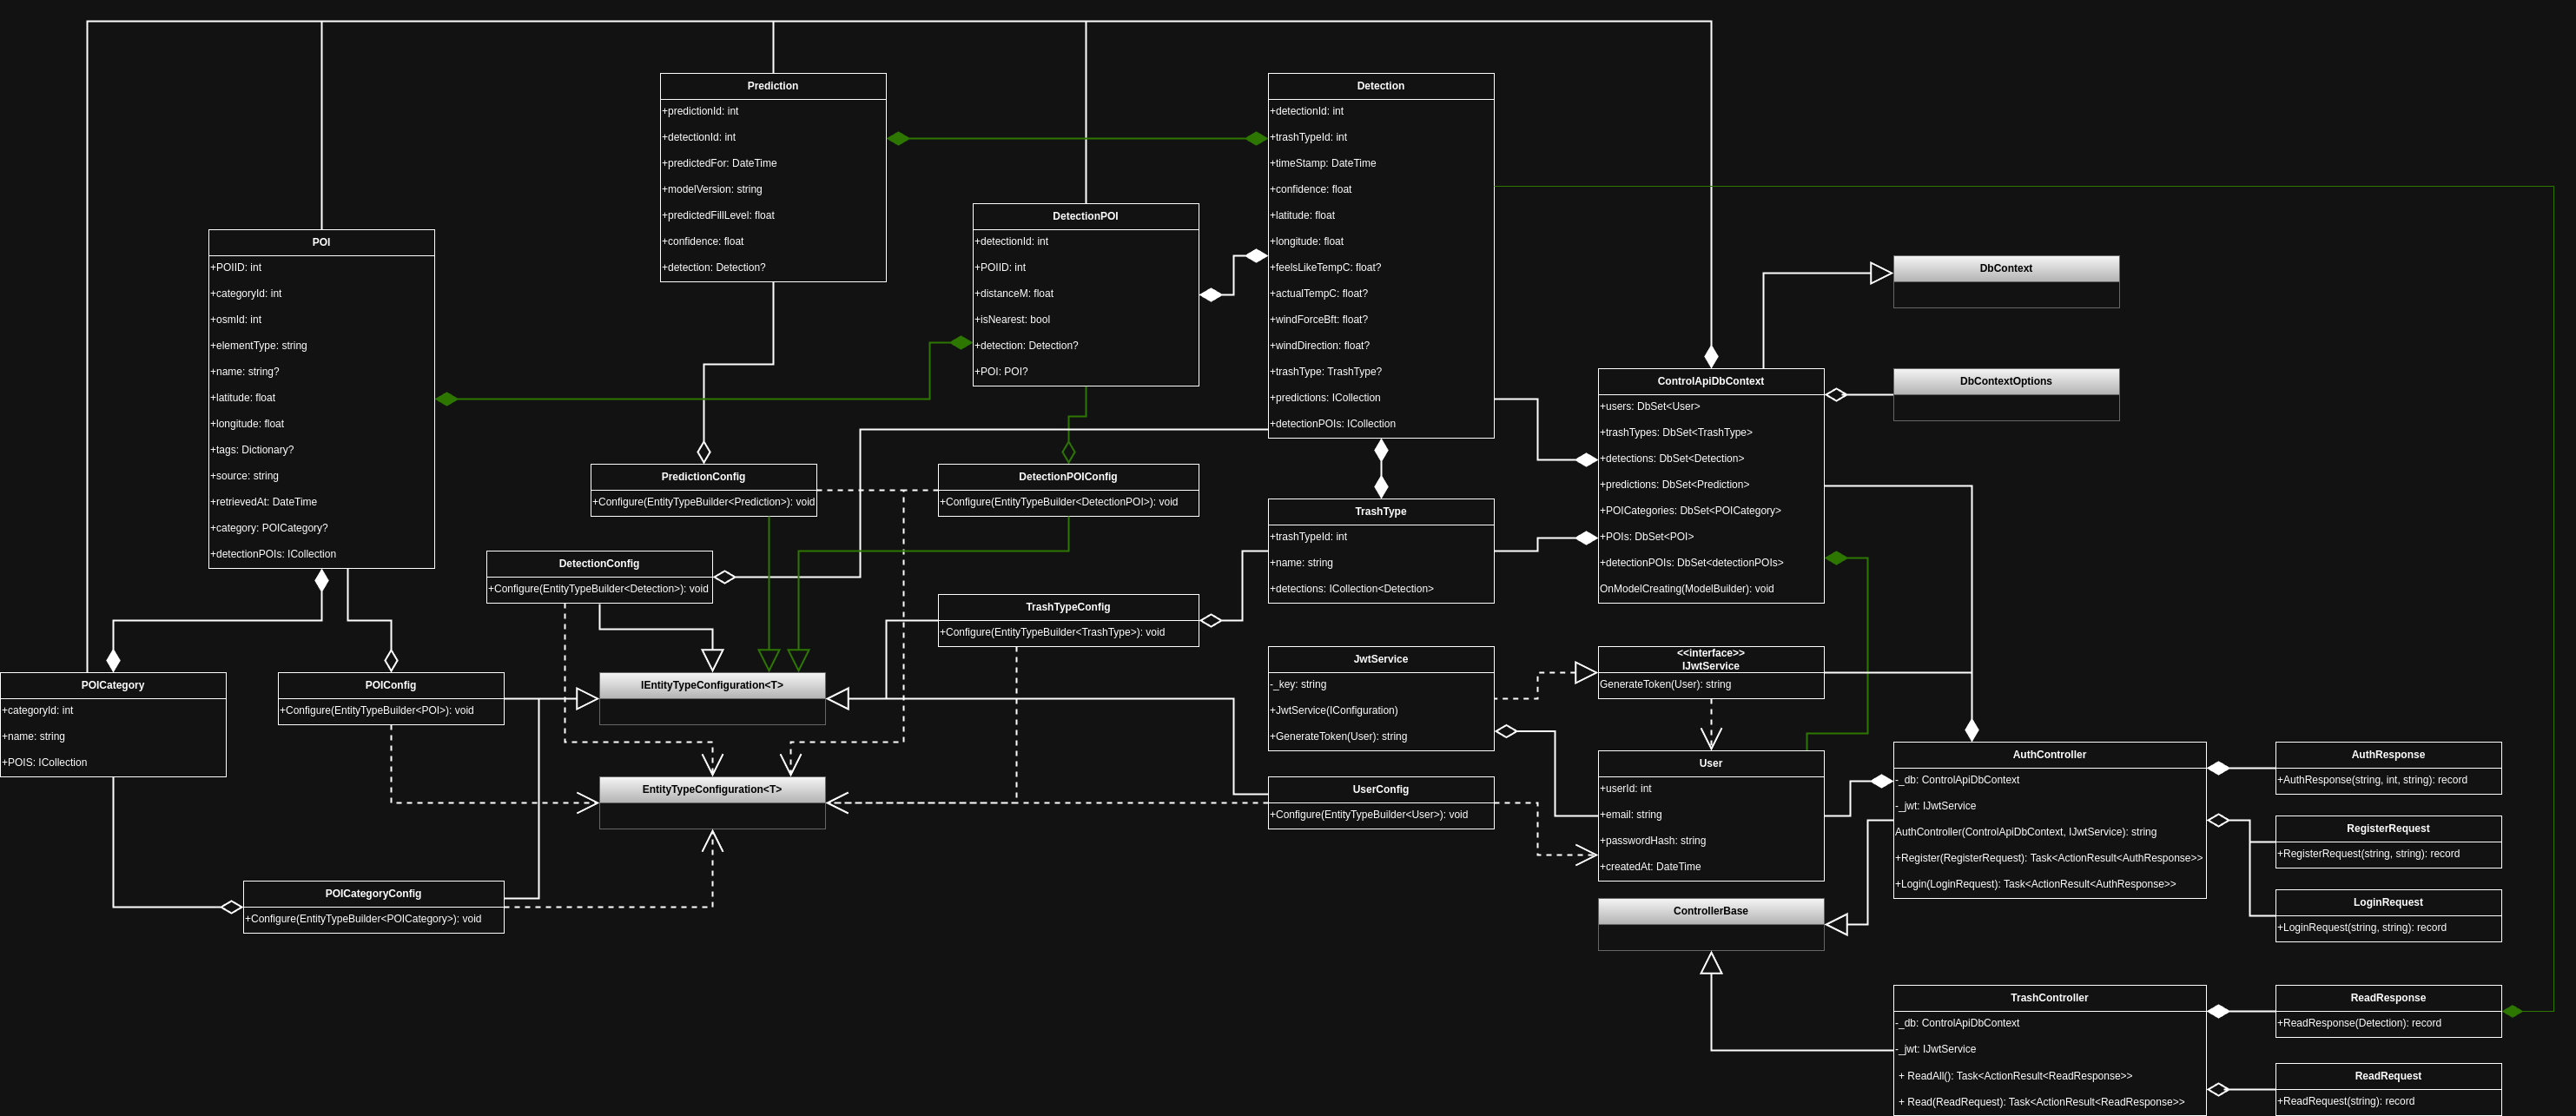 Prediction
+predictionId: int
+detectionId: int
+predictedFor: DateTime
+modelVersion: string
+predictedFillLevel: float
+confidence: float
+detection: Detection?
Detection
+detectionId: int
+trashTypeId: int
+timeStamp: DateTime
+confidence: float
+latitude: float
+longitude: float
+feelsLikeTempC: float?
+actualTempC: float?
+windForceBft: float?
+windDirection: float?
+trashType: TrashType?
+predictions: ICollection
+detectionPOIs: ICollection
DetectionPOI
+detectionId: int
+POIID: int
+distanceM: float
+isNearest: bool
+detection: Detection?
+POI: POI?
POI
+POIID: int
+categoryId: int
+osmId: int
+elementType: string
+name: string?
+latitude: float
+longitude: float
+tags: Dictionary?
+source: string
+retrievedAt: DateTime
+category: POICategory?
+detectionPOIs: ICollection
DbContext
DbContextOptions
ControlApiDbContext
+users: DbSet<User>
+trashTypes: DbSet<TrashType>
+detections: DbSet<Detection>
+predictions: DbSet<Prediction>
+POICategories: DbSet<POICategory>
+POIs: DbSet<POI>
+detectionPOIs: DbSet<detectionPOIs>
OnModelCreating(ModelBuilder): void
PredictionConfig
+Configure(EntityTypeBuilder<Prediction>): void
DetectionPOIConfig
+Configure(EntityTypeBuilder<DetectionPOI>): void
TrashType
+trashTypeId: int
+name: string
+detections: ICollection<Detection>
DetectionConfig
+Configure(EntityTypeBuilder<Detection>): void
TrashTypeConfig
+Configure(EntityTypeBuilder<TrashType>): void
JwtService
-_key: string
+JwtService(IConfiguration)
+GenerateToken(User): string
<<interface>>
IJwtService
GenerateToken(User): string
POICategory
+categoryId: int
+name: string
+POIS: ICollection
POIConfig
+Configure(EntityTypeBuilder<POI>): void
IEntityTypeConfiguration<T>
EntityTypeConfiguration<T>
UserConfig
+Configure(EntityTypeBuilder<User>): void
User
+userId: int
+email: string
+passwordHash: string
+createdAt: DateTime
AuthController
-_db: ControlApiDbContext
-_jwt: IJwtService
AuthController(ControlApiDbContext, IJwtService): string
+Register(RegisterRequest): Task<ActionResult<AuthResponse>>
+Login(LoginRequest): Task<ActionResult<AuthResponse>>
AuthResponse
+AuthResponse(string, int, string): record
RegisterRequest
+RegisterRequest(string, string): record
LoginRequest
+LoginRequest(string, string): record
POICategoryConfig
+Configure(EntityTypeBuilder<POICategory>): void
ControllerBase
TrashController
-_db: ControlApiDbContext
-_jwt: IJwtService
+ ReadAll(): Task<ActionResult<ReadResponse>>
+ Read(ReadRequest): Task<ActionResult<ReadResponse>>
ReadResponse
+ReadResponse(Detection): record
ReadRequest
+ReadRequest(string): record